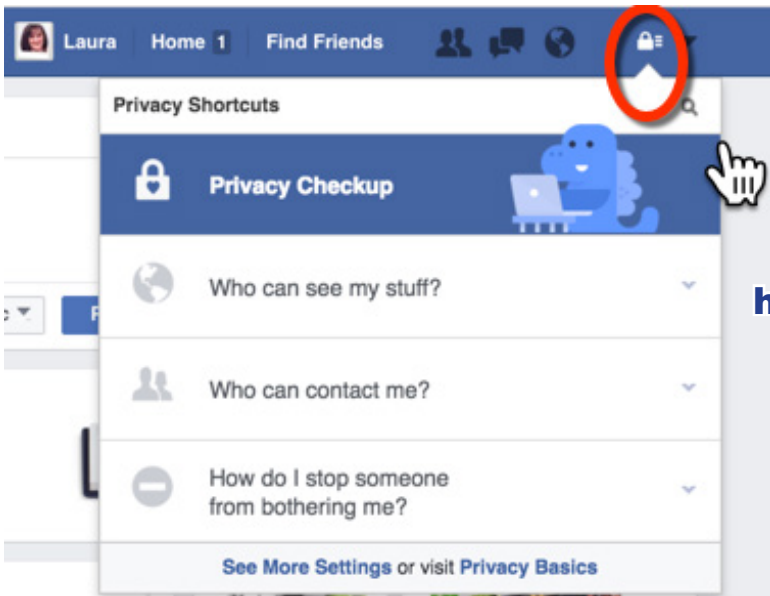 Laura Home 1 Find Friends
Privacy Shortcuts
Privacy Checkup
Who can see my stuff?
Who can contact me?
How do I stop someone
from bothering me?
See More Settings or visit Privacy Basics